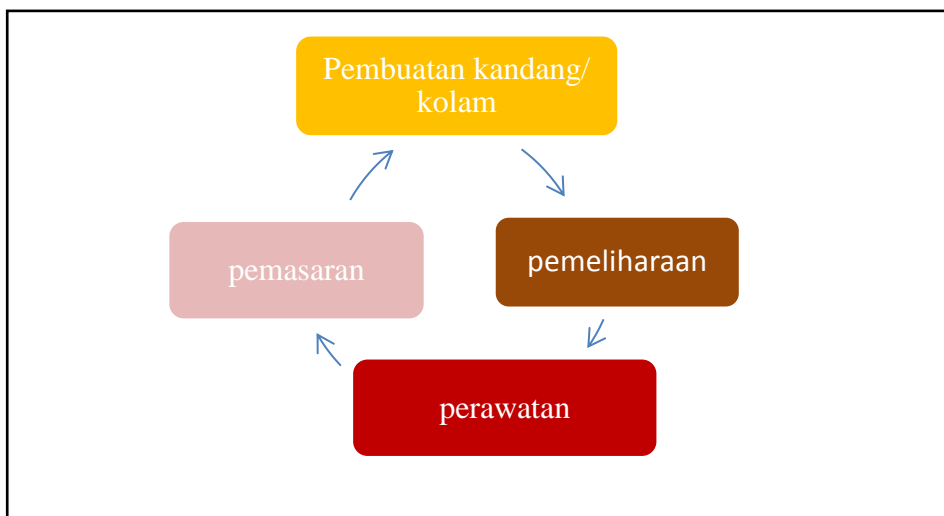 Pembuatan kandang/
kolam
pemeliharaan
perawatan
pemasaran